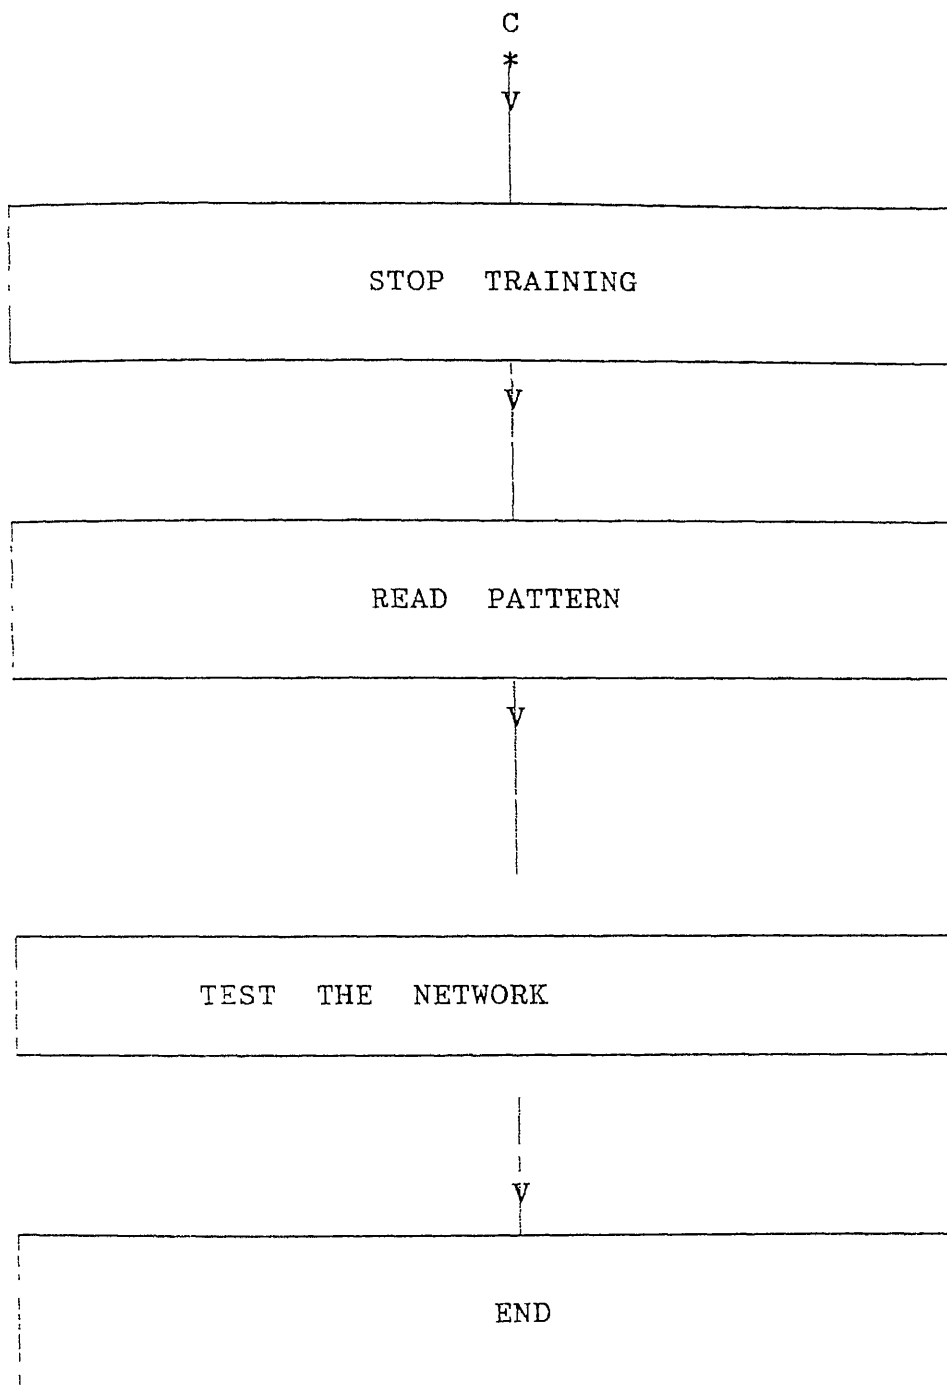 C
*
V
STOP TRAINING
V
READ PATTERN
V
TEST THE NETWORK
V
END